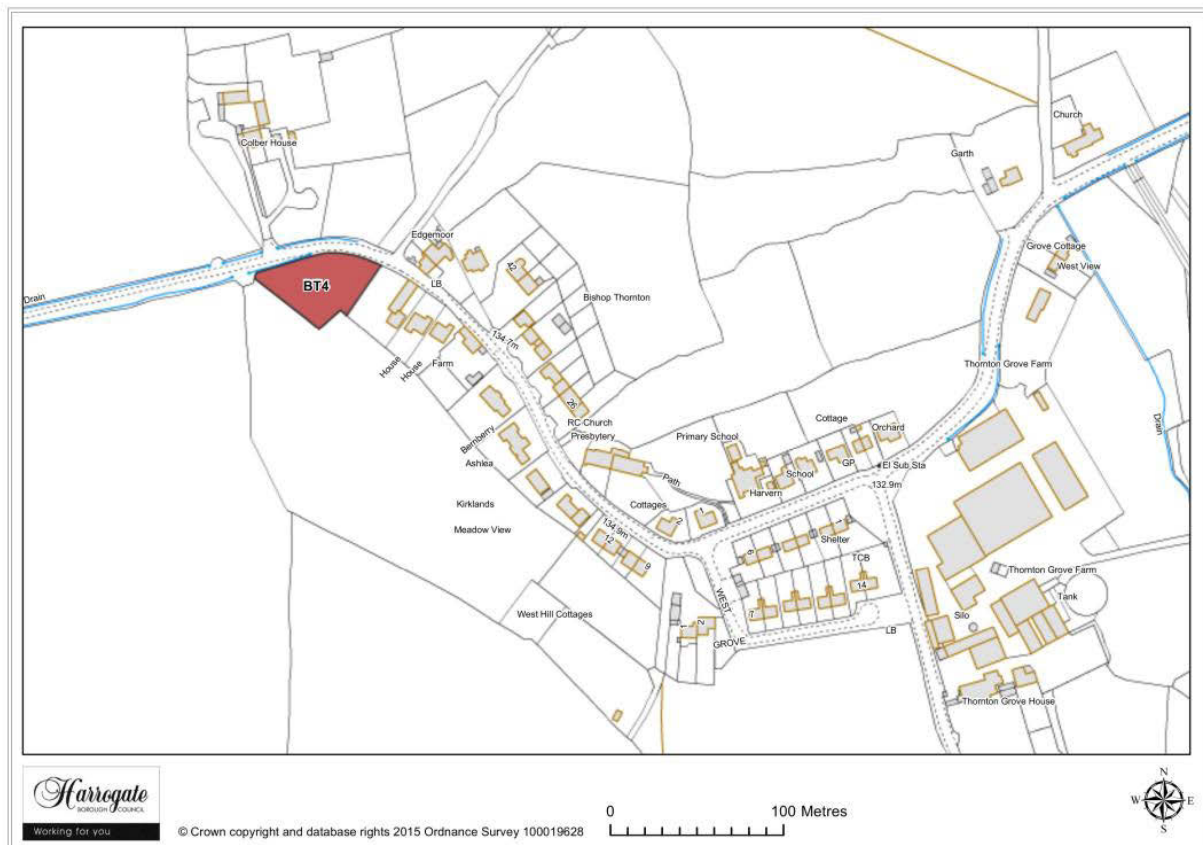 Church
Colber House
Garth
Edgemoor
Grove Cottage
West View
42
LB
BT4
Drain
Bishop Thornton
134.7m
House
House
Farm
Thornton Grove Farm
26
RC Church
Presbytery
Cottage
Primary School
Orchard
Bernberry
Ashlea
School
GP
El Sub Sta
Path
Harvern
132.9m
Drain
Kirklands
Cottages
2
1
Meadow View
134.9m
12
9
6
1
Shelter
TCB
14
7
Thornton Grove Farm
Tank
WEST
Silo
West Hill Cottages
1
2
GROVE
LB
Thornton Grove House
Harrogate
BOROUGH COUNCIL
Working for you
© Crown copyright and database rights 2015 Ordnance Survey 100019628
0
100 Metres
N
W
E
S